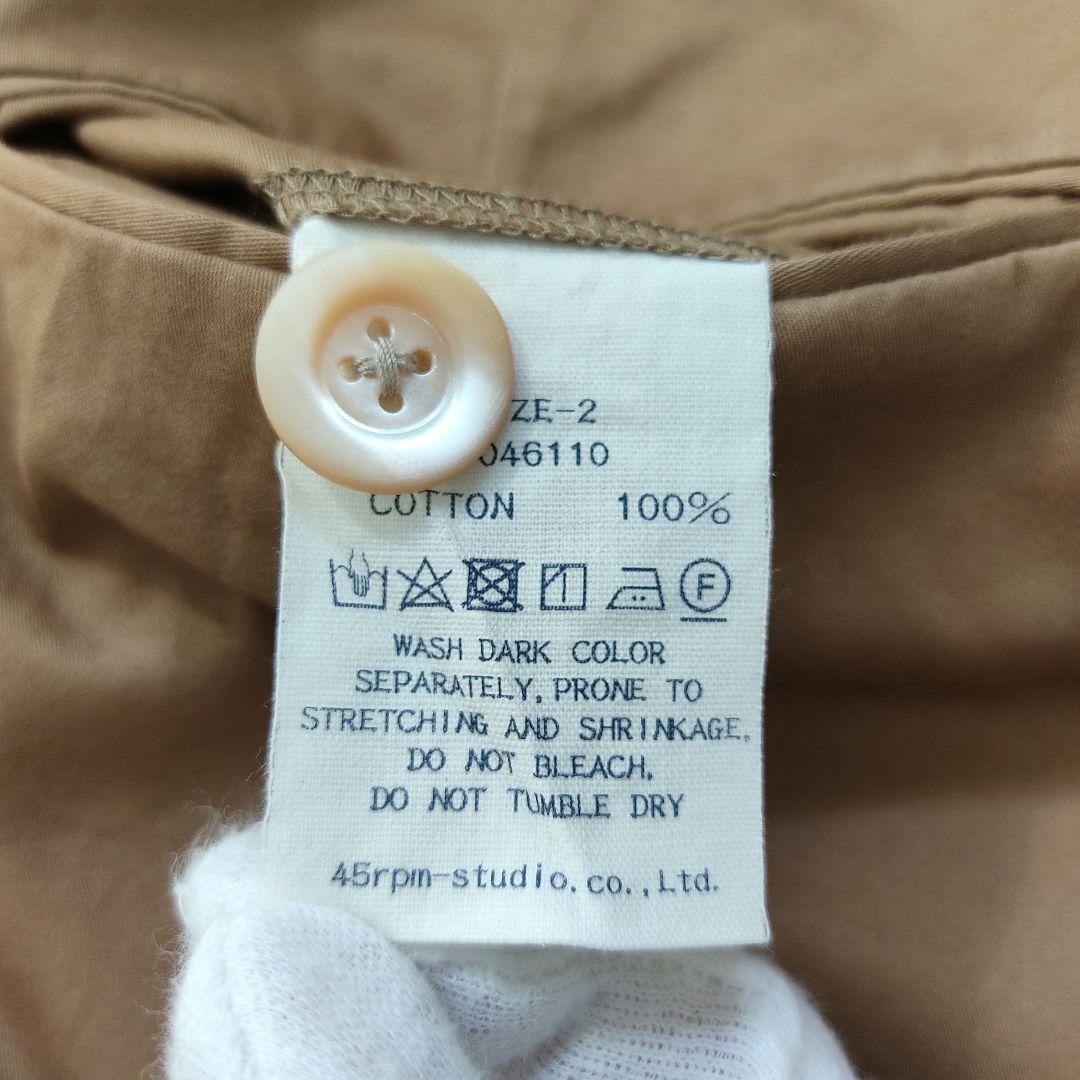 ZE-2
046110
COTTON 100%
F
WASH DARK COLOR
SEPARATELY, PRONE TO
STRETCHING AND SHRINKAGE,
DO NOT BLEACH.
DO NOT TUMBLE DRY
45rpm-studio.co.,Ltd.